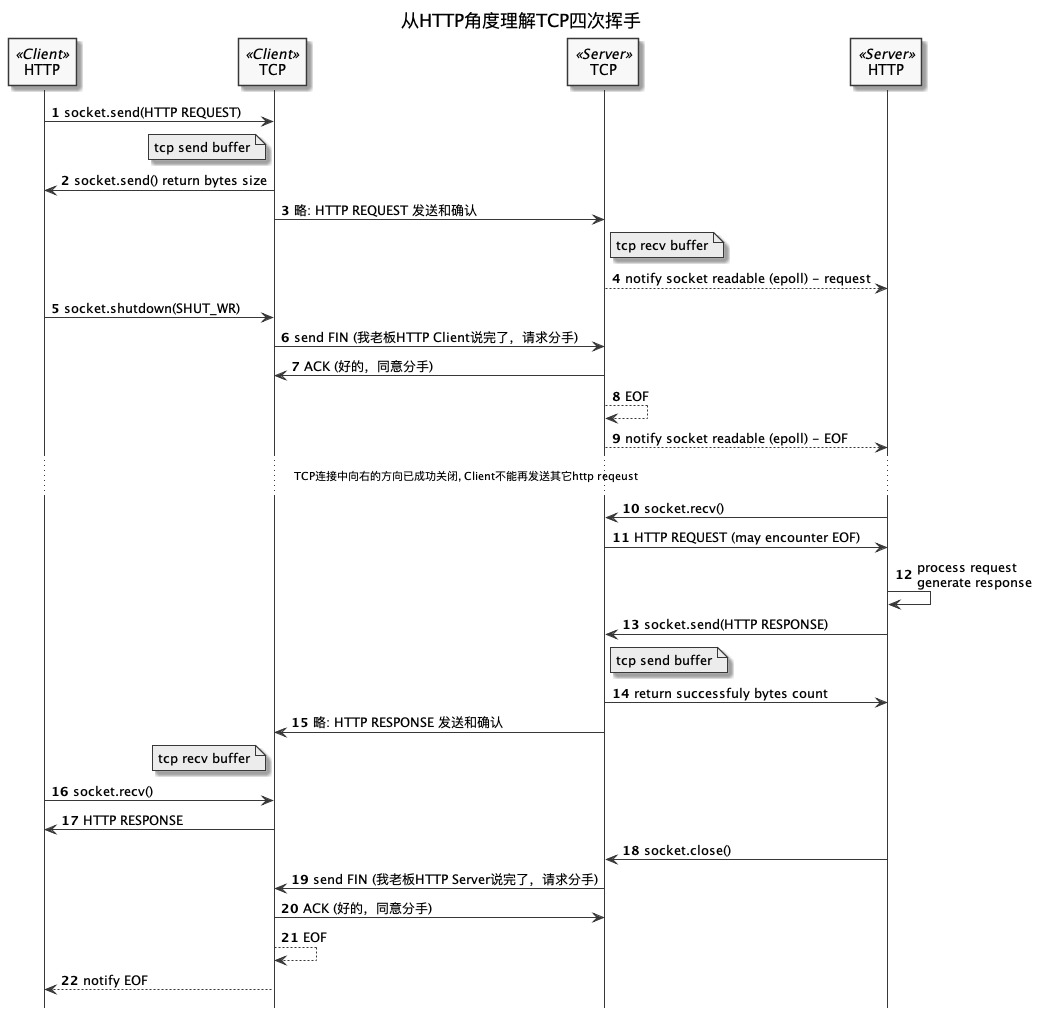 从HTTP角度理解TCP四次挥手
«Client»
HTTP
«Client»
TCP
«Server»
TCP
«Server»
HTTP
1 socket.send(HTTP REQUEST)
tcp send buffer
2 socket.send() return bytes size
3 略: HTTP REQUEST 发送和确认
tcp recv buffer
4 notify socket readable (epoll) - request
5 socket.shutdown(SHUT_WR)
6 send FIN (我老板HTTP Client说完了，请求分手)
7 ACK (好的，同意分手)
8 EOF
9 notify socket readable (epoll) - EOF
TCP连接中向右的方向已成功关闭, Client不能再发送其它http reqeust
10 socket.recv()
11 HTTP REQUEST (may encounter EOF)
12 process request
generate response
13 socket.send(HTTP RESPONSE)
tcp send buffer
14 return successfuly bytes count
15 略: HTTP RESPONSE 发送和确认
tcp recv buffer
16 socket.recv()
17 HTTP RESPONSE
18 socket.close()
19 send FIN (我老板HTTP Server说完了，请求分手)
20 ACK (好的，同意分手)
21 EOF
22 notify EOF